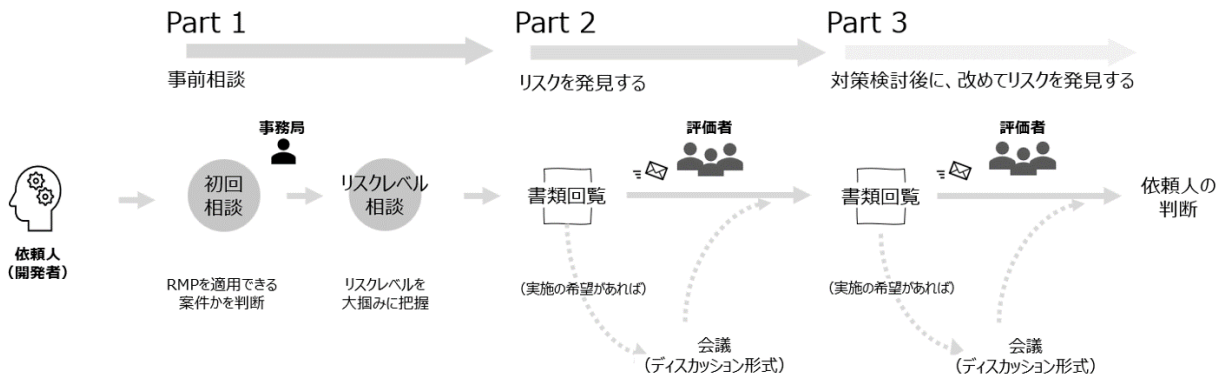 Part 1
事前相談
Part 2
リスクを発見する
Part 3
対策検討後に、改めてリスクを発見する
依頼人
(開発者)
事務局
初回
相談
RMPを適用できる
案件かを判断
リスクレベル
相談
リスクレベルを
大掴みに把握
書類回覧
評価者
(実施の希望があれば)
会議
(ディスカッション形式)
書類回覧
評価者
(実施の希望があれば)
会議
(ディスカッション形式)
依頼人の
判断